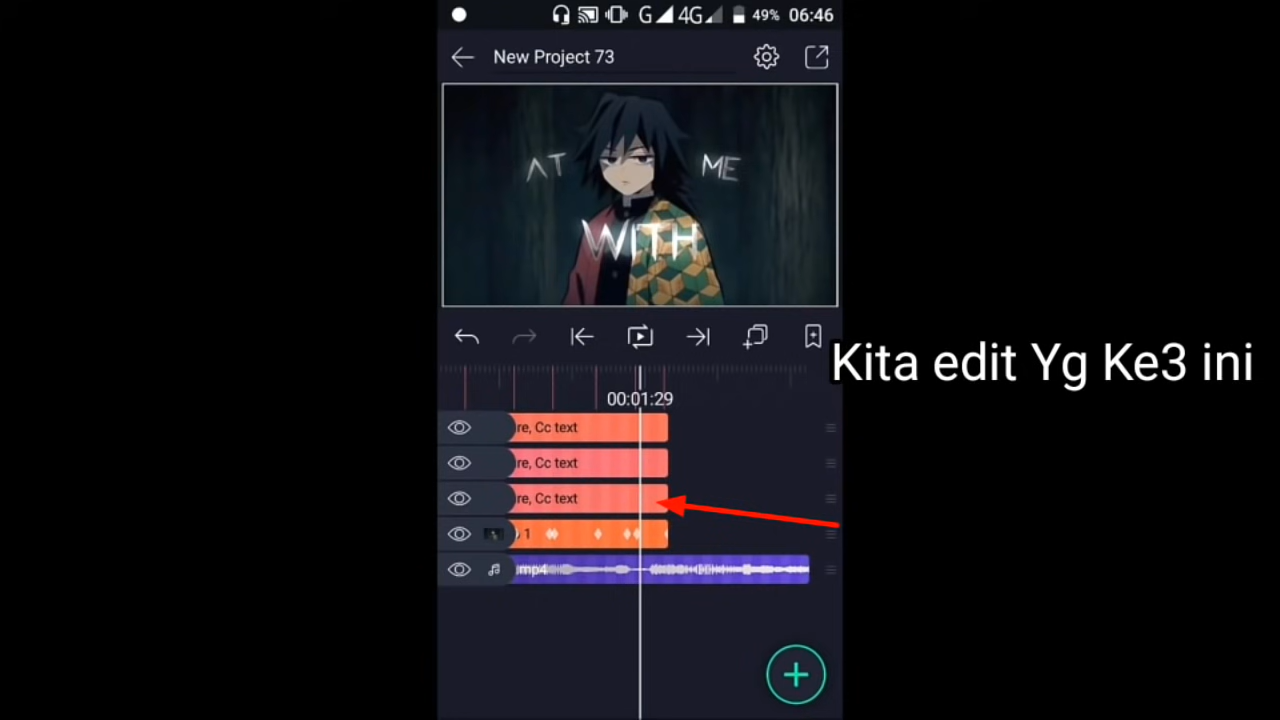 G 4G 49% 06:46
New Project 73
AT ME
WITH
Kita edit Yg Ke3 ini
00:01:29
re, Cc text
re, Cc text
re, Cc text
1
mp4